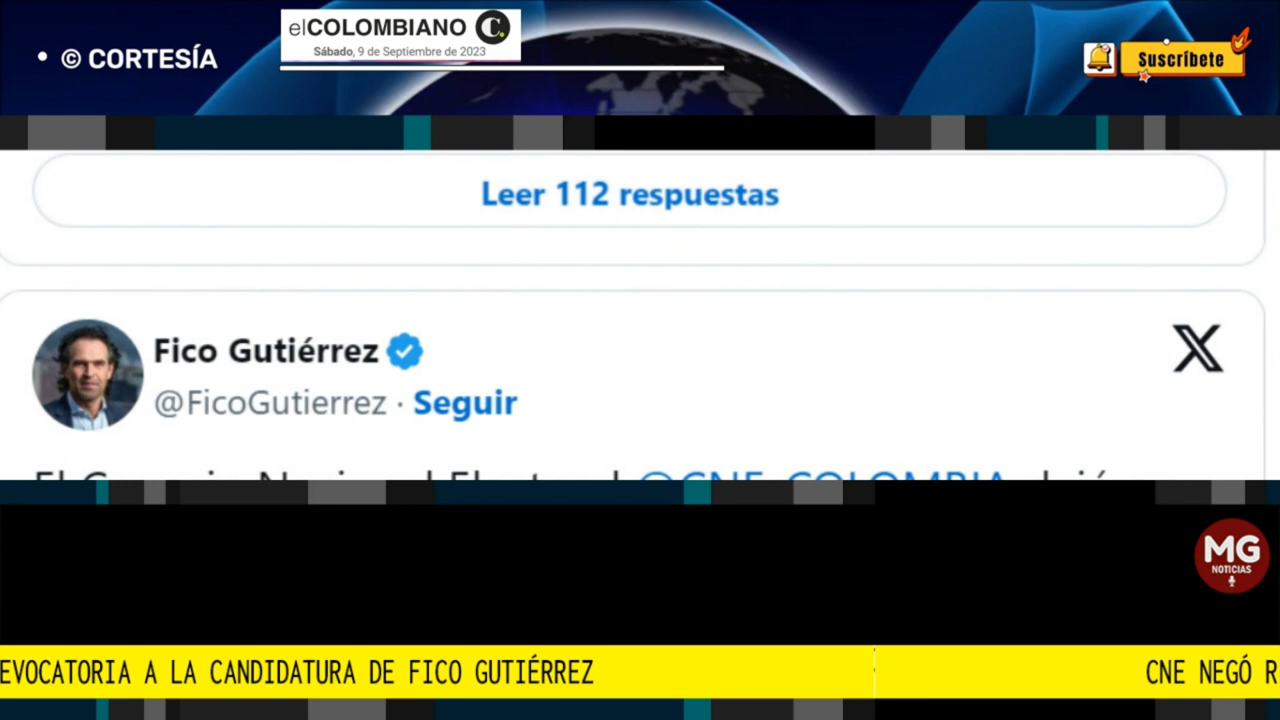 • © CORTESÍA
elCOLOMBIANO C.
Sábado, 9 de Septiembre de 2023
Suscríbete
Leer 112 respuestas
Fico Gutiérrez
@FicoGutierrez · Seguir
@CNE_COLOMBIA
MG
NOTICIAS
EVOCATORIA A LA CANDIDATURA DE FICO GUTIÉRREZ
CNE NEGÓ R